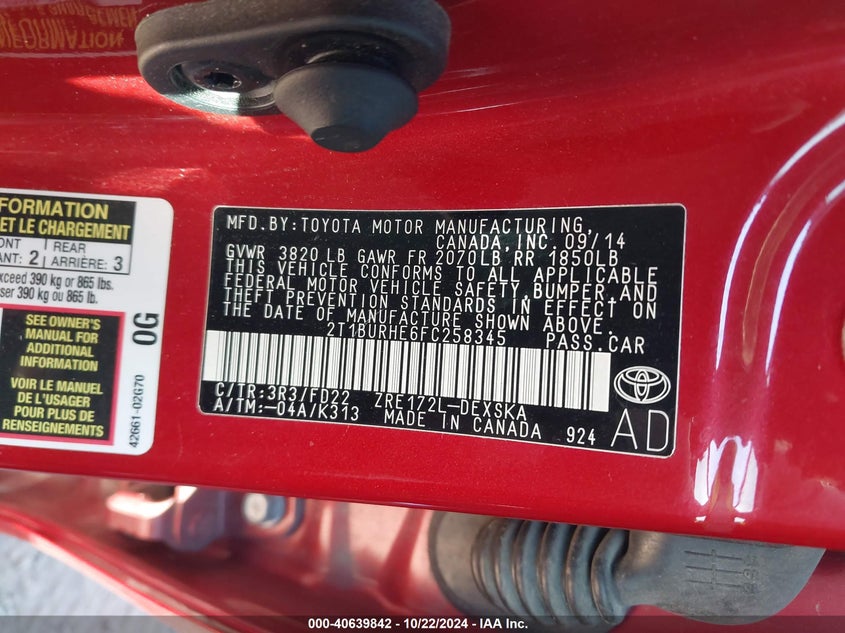 & CHARGEMENT
INFORMATION
FORMATION
ET LE CHARGEMENT
ONT
ANT: 2
REAR
ARRIÈRE: 3
exceed 390 kg or 865 lbs.
ser 390 kg ou 865 lb.
SEE OWNER'S
MANUAL FOR
ADDITIONAL
INFORMATION
VOIR LE MANUEL
DE L'USAGER
POUR PLUS DE
RENSEIGNEMENTS
0G
42661-02G70
MFD.BY:TOYOTA MOTOR MANUFACTURING,
CANADA,INC. 09/14
GVWR 3820 LB GAWR FR 2070LB RR 1850LB
THIS VEHICLE CONFORMS TO ALL APPLICABLE
FEDERAL MOTOR VEHICLE SAFETY, BUMPER, AND
THEFT PREVENTION STANDARDS IN EFFECT ON
THE DATE OF MANUFACTURE SHOWN ABOVE.
2T1BURHE6FC258345 PASS.CAR
C/TR:3R3/FD22 ZRE172L-DEXSKA
A/TM:-04A/K313 MADE IN CANADA 924
AD
000-40639842 - 10/22/2024 - IAA Inc.